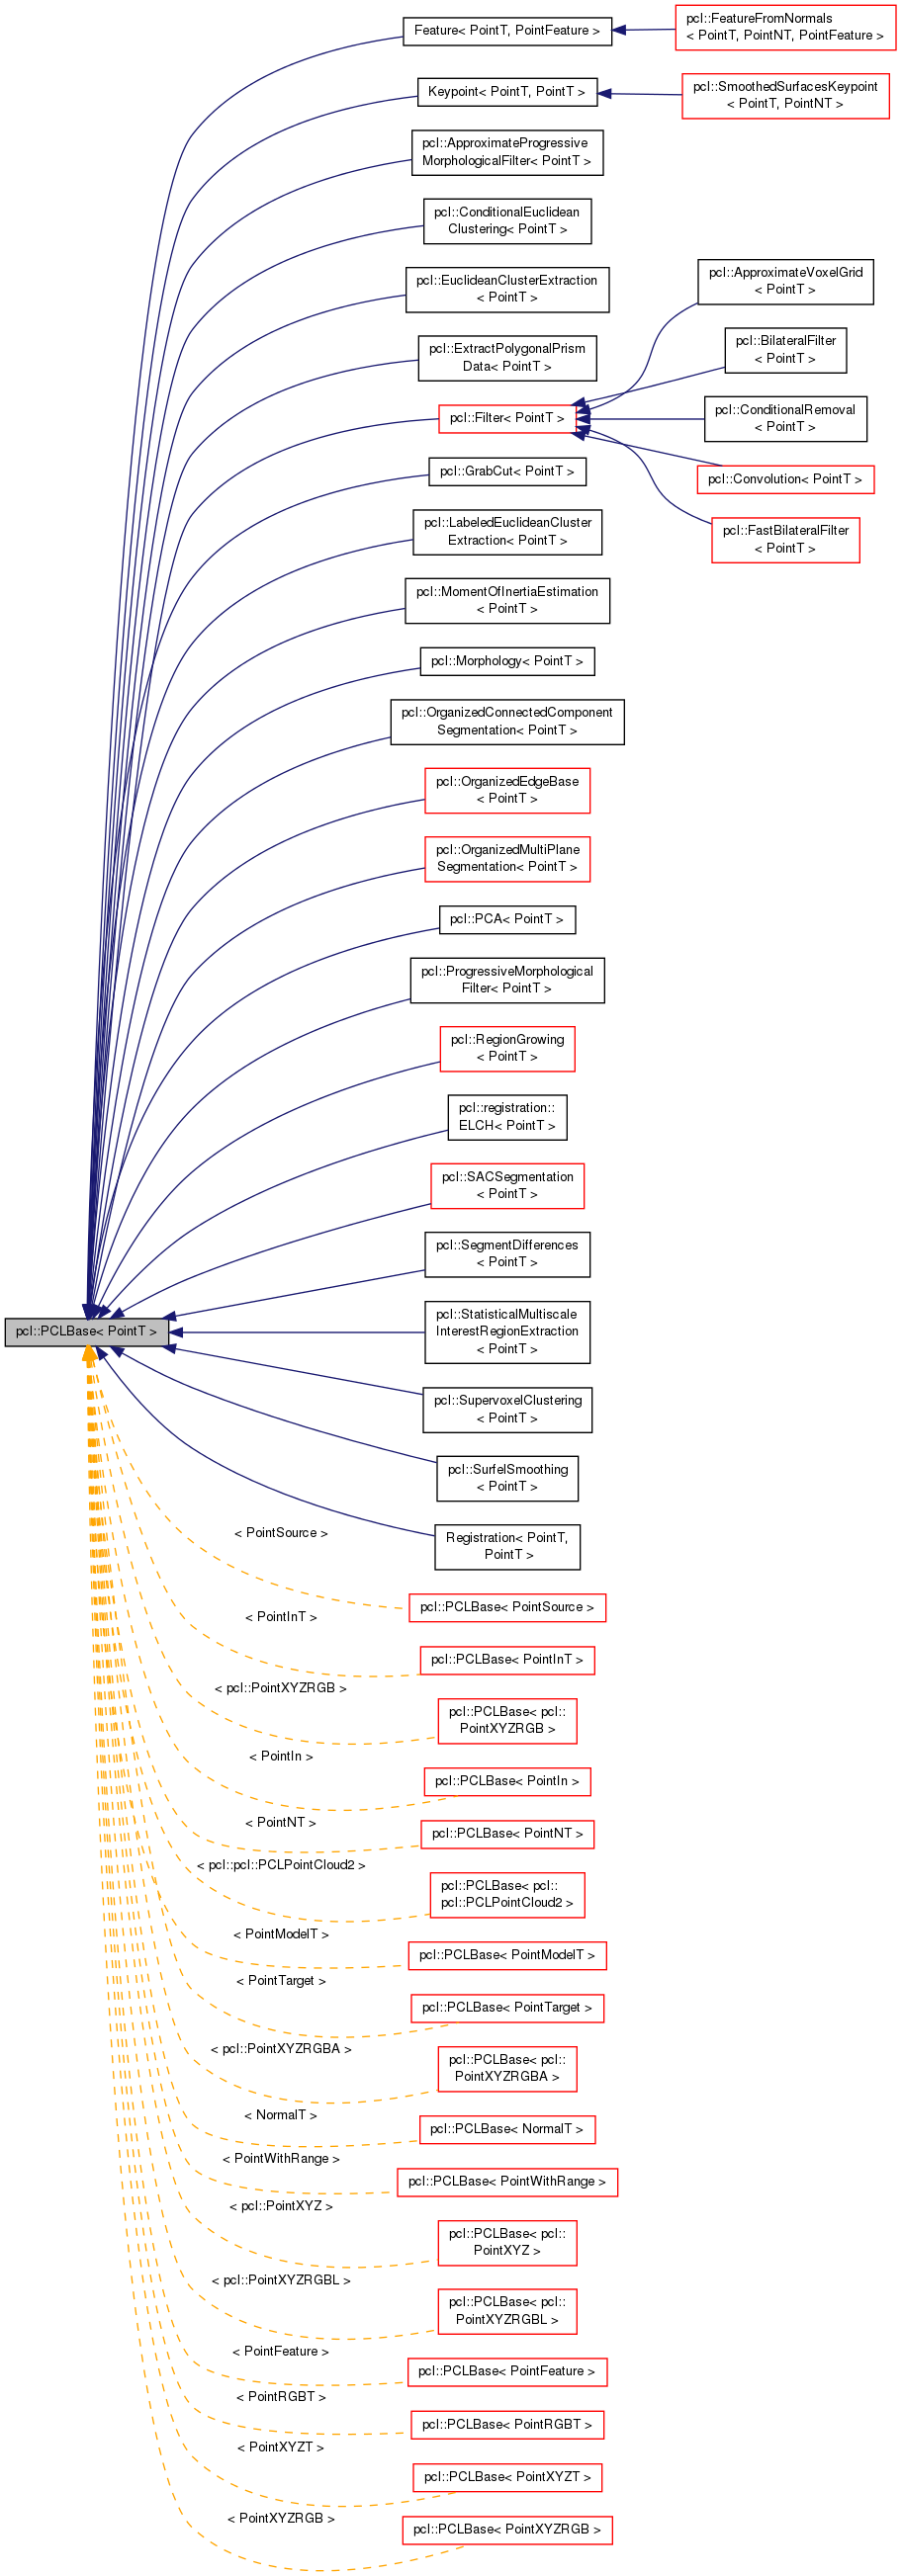 Feature< PointT, PointFeature >
pcl::FeatureFromNormals
< PointT, PointNT, PointFeature >
Keypoint< PointT, PointT >
pcl::SmoothedSurfacesKeypoint
< PointT, PointNT >
pcl::ApproximateProgressive
MorphologicalFilter< PointT >
pcl::ConditionalEuclidean
Clustering< PointT >
pcl::EuclideanClusterExtraction
< PointT >
pcl::ExtractPolygonalPrism
Data< PointT >
pcl::Filter< PointT >
pcl::ApproximateVoxelGrid
< PointT >
pcl::BilateralFilter
< PointT >
pcl::ConditionalRemoval
< PointT >
pcl::Convolution< PointT >
pcl::FastBilateralFilter
< PointT >
pcl::GrabCut< PointT >
pcl::LabeledEuclideanCluster
Extraction< PointT >
pcl::MomentOfInertiaEstimation
< PointT >
pcl::Morphology< PointT >
pcl::OrganizedConnectedComponent
Segmentation< PointT >
pcl::OrganizedEdgeBase
< PointT >
pcl::OrganizedMultiPlane
Segmentation< PointT >
pcl::PCA< PointT >
pcl::ProgressiveMorphological
Filter< PointT >
pcl::RegionGrowing
< PointT >
pcl::registration::
ELCH< PointT >
pcl::SACSegmentation
< PointT >
pcl::SegmentDifferences
< PointT >
pcl::PCLBase< PointT >
pcl::StatisticalMultiscale
InterestRegionExtraction
< PointT >
pcl::SupervoxelClustering
< PointT >
pcl::SurfelSmoothing
< PointT >
Registration< PointT,
PointT >
< PointSource >
pcl::PCLBase< PointSource >
< PointInT >
pcl::PCLBase< PointInT >
< pcl::PointXYZRGB >
pcl::PCLBase< pcl::
PointXYZRGB >
< PointIn >
pcl::PCLBase< PointIn >
< PointNT >
pcl::PCLBase< PointNT >
< pcl::pcl::PCLPointCloud2 >
pcl::PCLBase< pcl::
pcl::PCLPointCloud2 >
< PointModelT >
pcl::PCLBase< PointModelT >
< PointTarget >
pcl::PCLBase< PointTarget >
< pcl::PointXYZRGBA >
pcl::PCLBase< pcl::
PointXYZRGBA >
< NormalT >
pcl::PCLBase< NormalT >
< PointWithRange >
pcl::PCLBase< PointWithRange >
< pcl::PointXYZ >
pcl::PCLBase< pcl::
PointXYZ >
< pcl::PointXYZRGBL >
pcl::PCLBase< pcl::
PointXYZRGBL >
< PointFeature >
pcl::PCLBase< PointFeature >
< PointRGBT >
pcl::PCLBase< PointRGBT >
< PointXYZT >
pcl::PCLBase< PointXYZT >
< PointXYZRGB >
pcl::PCLBase< PointXYZRGB >